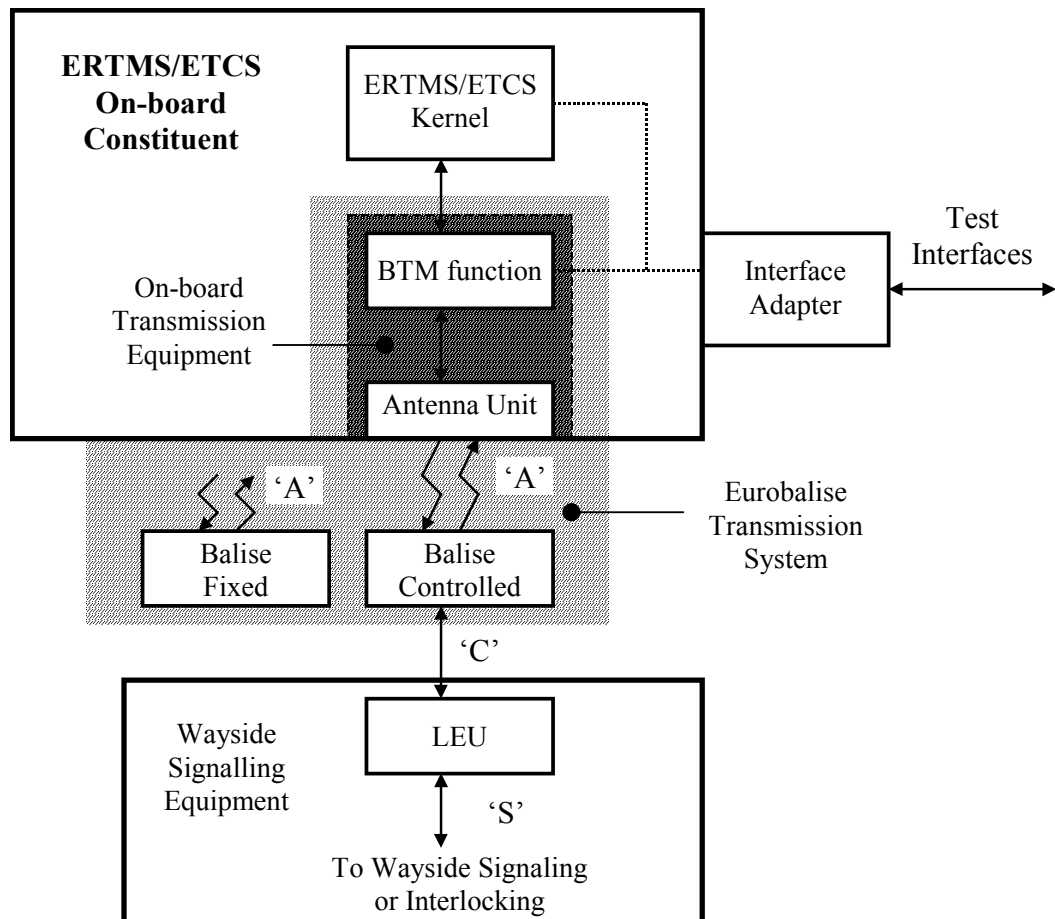 ERTMS/ETCS
On-board
Constituent
ERTMS/ETCS
Kernel
BTM function
On-board
Transmission
Equipment
Antenna Unit
Interface
Adapter
Test
Interfaces
‘A’
‘A’
Balise
Fixed
Balise
Controlled
Eurobalise
Transmission
System
‘C’
Wayside
Signalling
Equipment
LEU
‘S’
To Wayside Signaling
or Interlocking